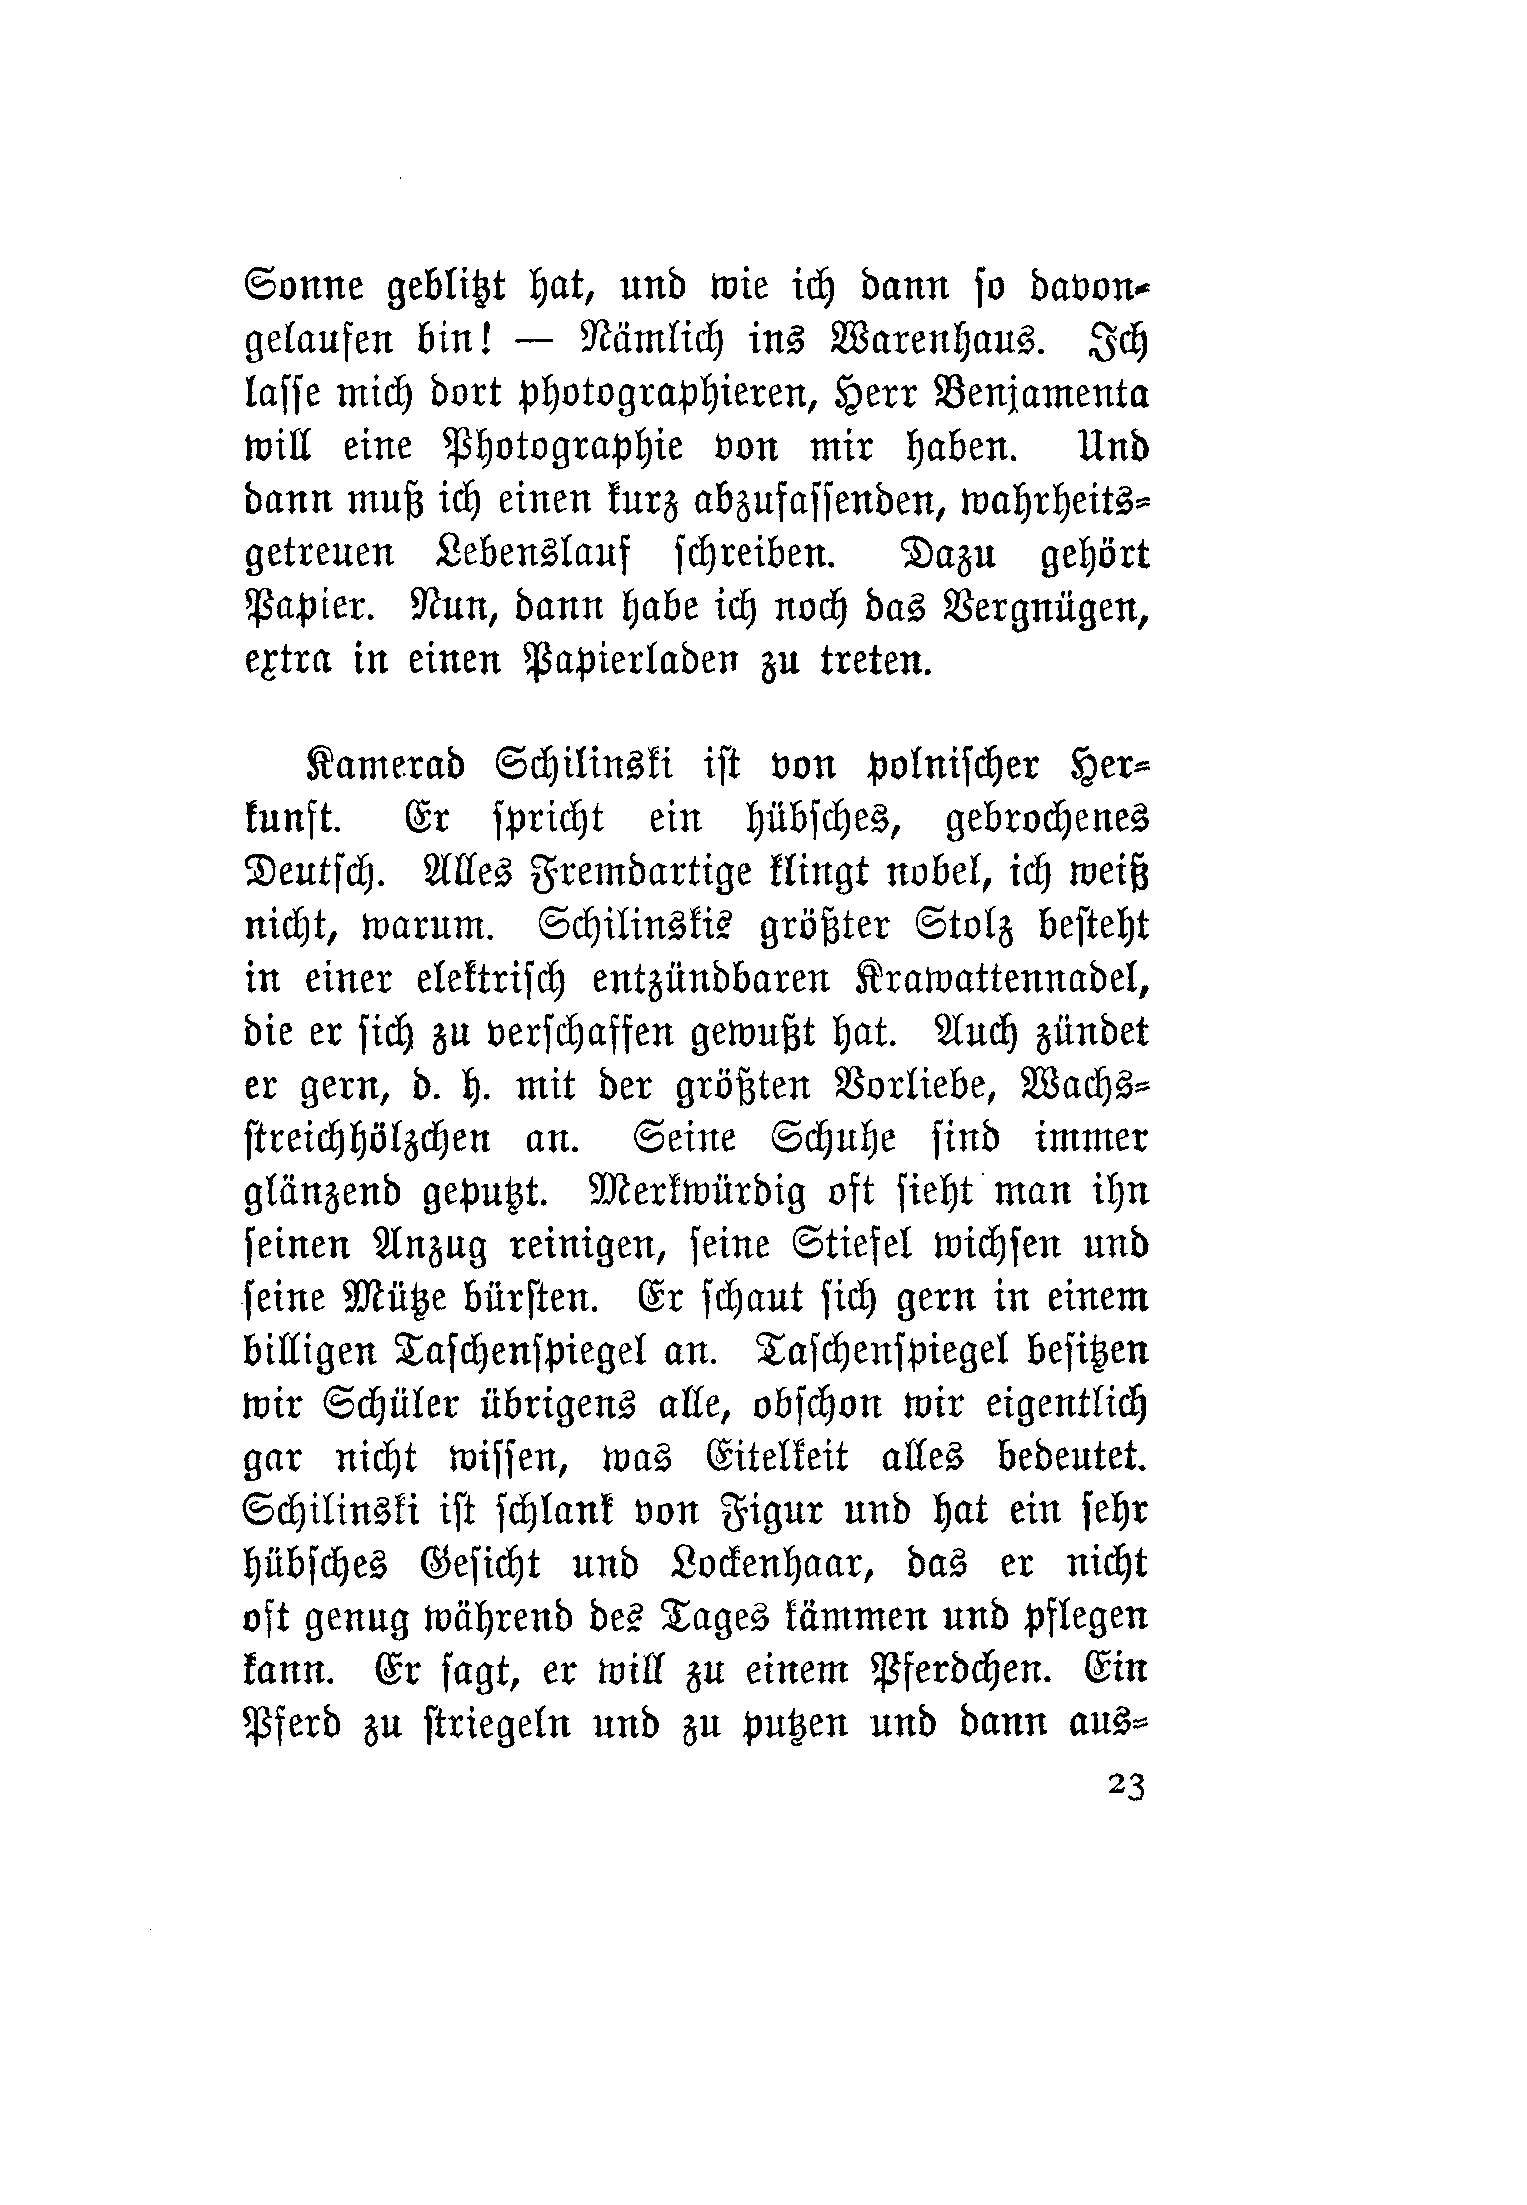 Sonne geblitzt hat, und wie ich dann so davon-
gelaufen bin! — Nämlich ins Warenhaus. Ich
lasse mich dort photographieren, Herr Benjamenta
will eine Photographie von mir haben. Und
dann muß ich einen kurz abzufassenden, wahrheits-
getreuen Lebenslauf schreiben. Dazu gehört
Papier. Nun, dann habe ich noch das Vergnügen,
extra in einen Papierladen zu treten.
Kamerad Schilinski ist von polnischer Her-
kunft. Er spricht ein hübsches, gebrochenes
Deutsch. Alles Fremdartige klingt nobel, ich weiß
nicht, warum. Schilinskis größter Stolz besteht
in einer elektrisch entzündbaren Krawattennadel,
die er sich zu verschaffen gewußt hat. Auch zündet
er gern, d. h. mit der größten Vorliebe, Wachs-
streichhölzchen an. Seine Schuhe sind immer
glänzend geputzt. Merkwürdig oft sieht man ihn
seinen Anzug reinigen, seine Stiefel wichsen und
seine Mütze bürsten. Er schaut sich gern in einem
billigen Taschenspiegel an. Taschenspiegel besitzen
wir Schüler übrigens alle, obschon wir eigentlich
gar nicht wissen, was Eitelkeit alles bedeutet.
Schilinski ist schlank von Figur und hat ein sehr
hübsches Gesicht und Lockenhaar, das er nicht
oft genug während des Tages kämmen und pflegen
kann. Er sagt, er will zu einem Pferdchen. Ein
Pferd zu striegeln und zu putzen und dann aus-
23